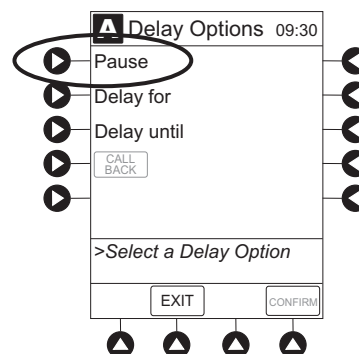 A Delay Options 09:30
Pause
Delay for
Delay until
CALL
BACK
>Select a Delay Option
EXIT CONFIRM